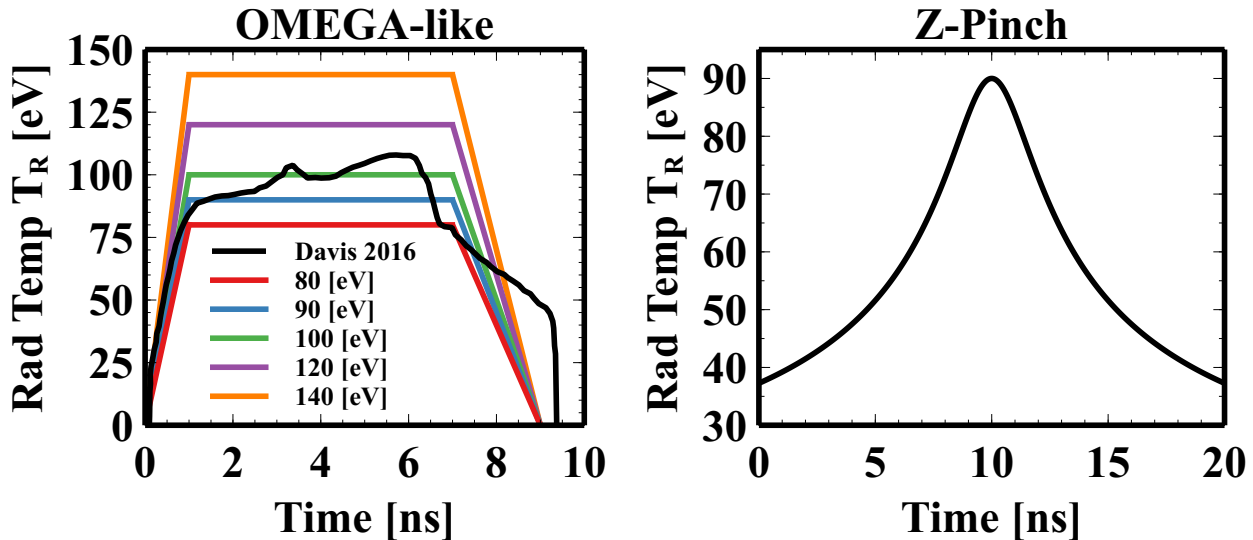 OMEGA-like
Rad Temp T_R [eV]
150
125
100
75
50
25
0
Davis 2016
80 [eV]
90 [eV]
100 [eV]
120 [eV]
140 [eV]
0 2 4 6 8 10
Time [ns]
Z-Pinch
Rad Temp T_R [eV]
90
80
70
60
50
40
30
0 5 10 15 20
Time [ns]